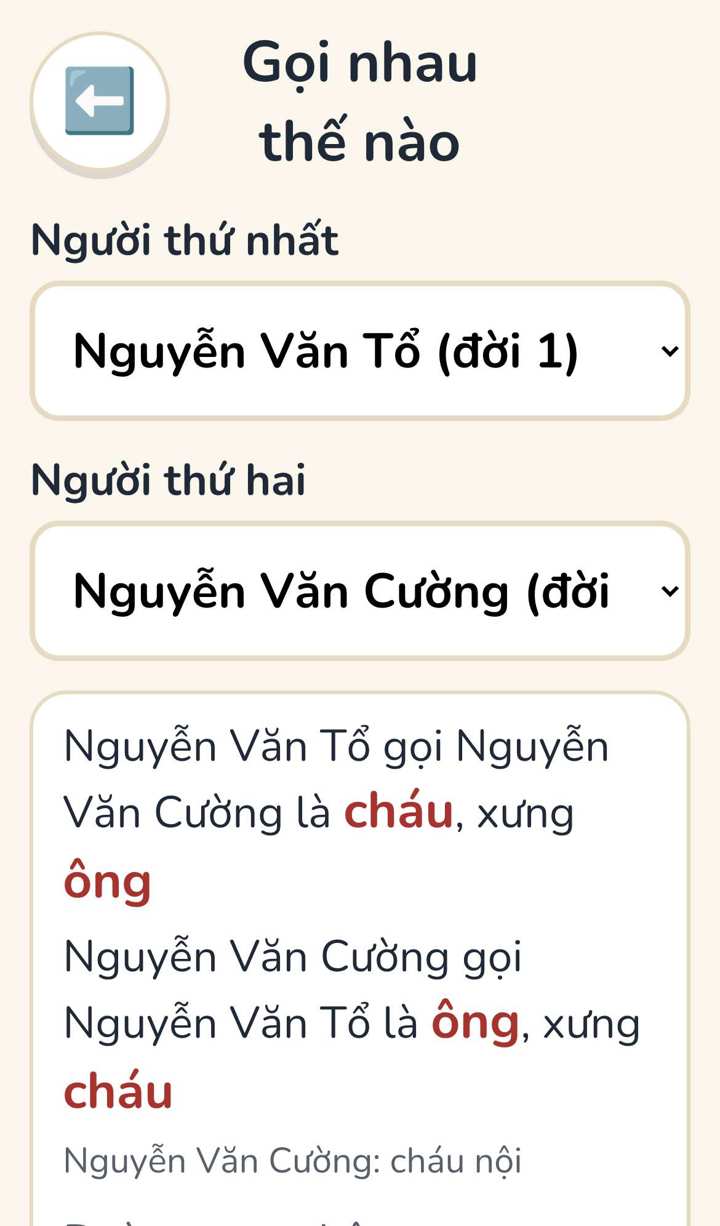 Gọi nhau
thế nào
Người thứ nhất
Nguyễn Văn Tổ (đời 1)
Người thứ hai
Nguyễn Văn Cường (đời
Nguyễn Văn Tổ gọi Nguyễn
Văn Cường là cháu, xưng
ông
Nguyễn Văn Cường gọi
Nguyễn Văn Tổ là ông, xưng
cháu
Nguyễn Văn Cường: cháu nội